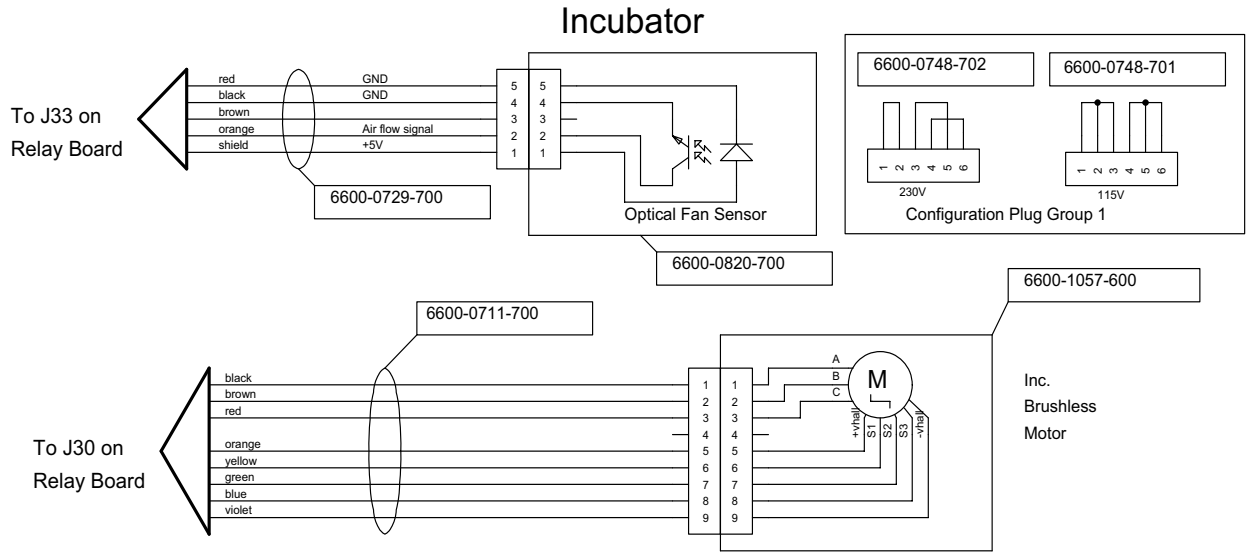 Incubator
To J33 on
Relay Board
red
GND
black
GND
brown
orange
Air flow signal
shield
+5V
5 5
4 4
3 3
2 2
1 1
6600-0729-700
Optical Fan Sensor
6600-0820-700
6600-0748-702
6600-0748-701
1 2 3 4 5 6
1 2 3 4 5 6
230V
115V
Configuration Plug Group 1
6600-1057-600
6600-0711-700
To J30 on
Relay Board
black
brown
red
orange
yellow
green
blue
violet
1 1
2 2
3 3
4 4
5 5
6 6
7 7
8 8
9 9
A
B
C
M
+vhall
S1
S2
S3
-vhall
Inc.
Brushless
Motor